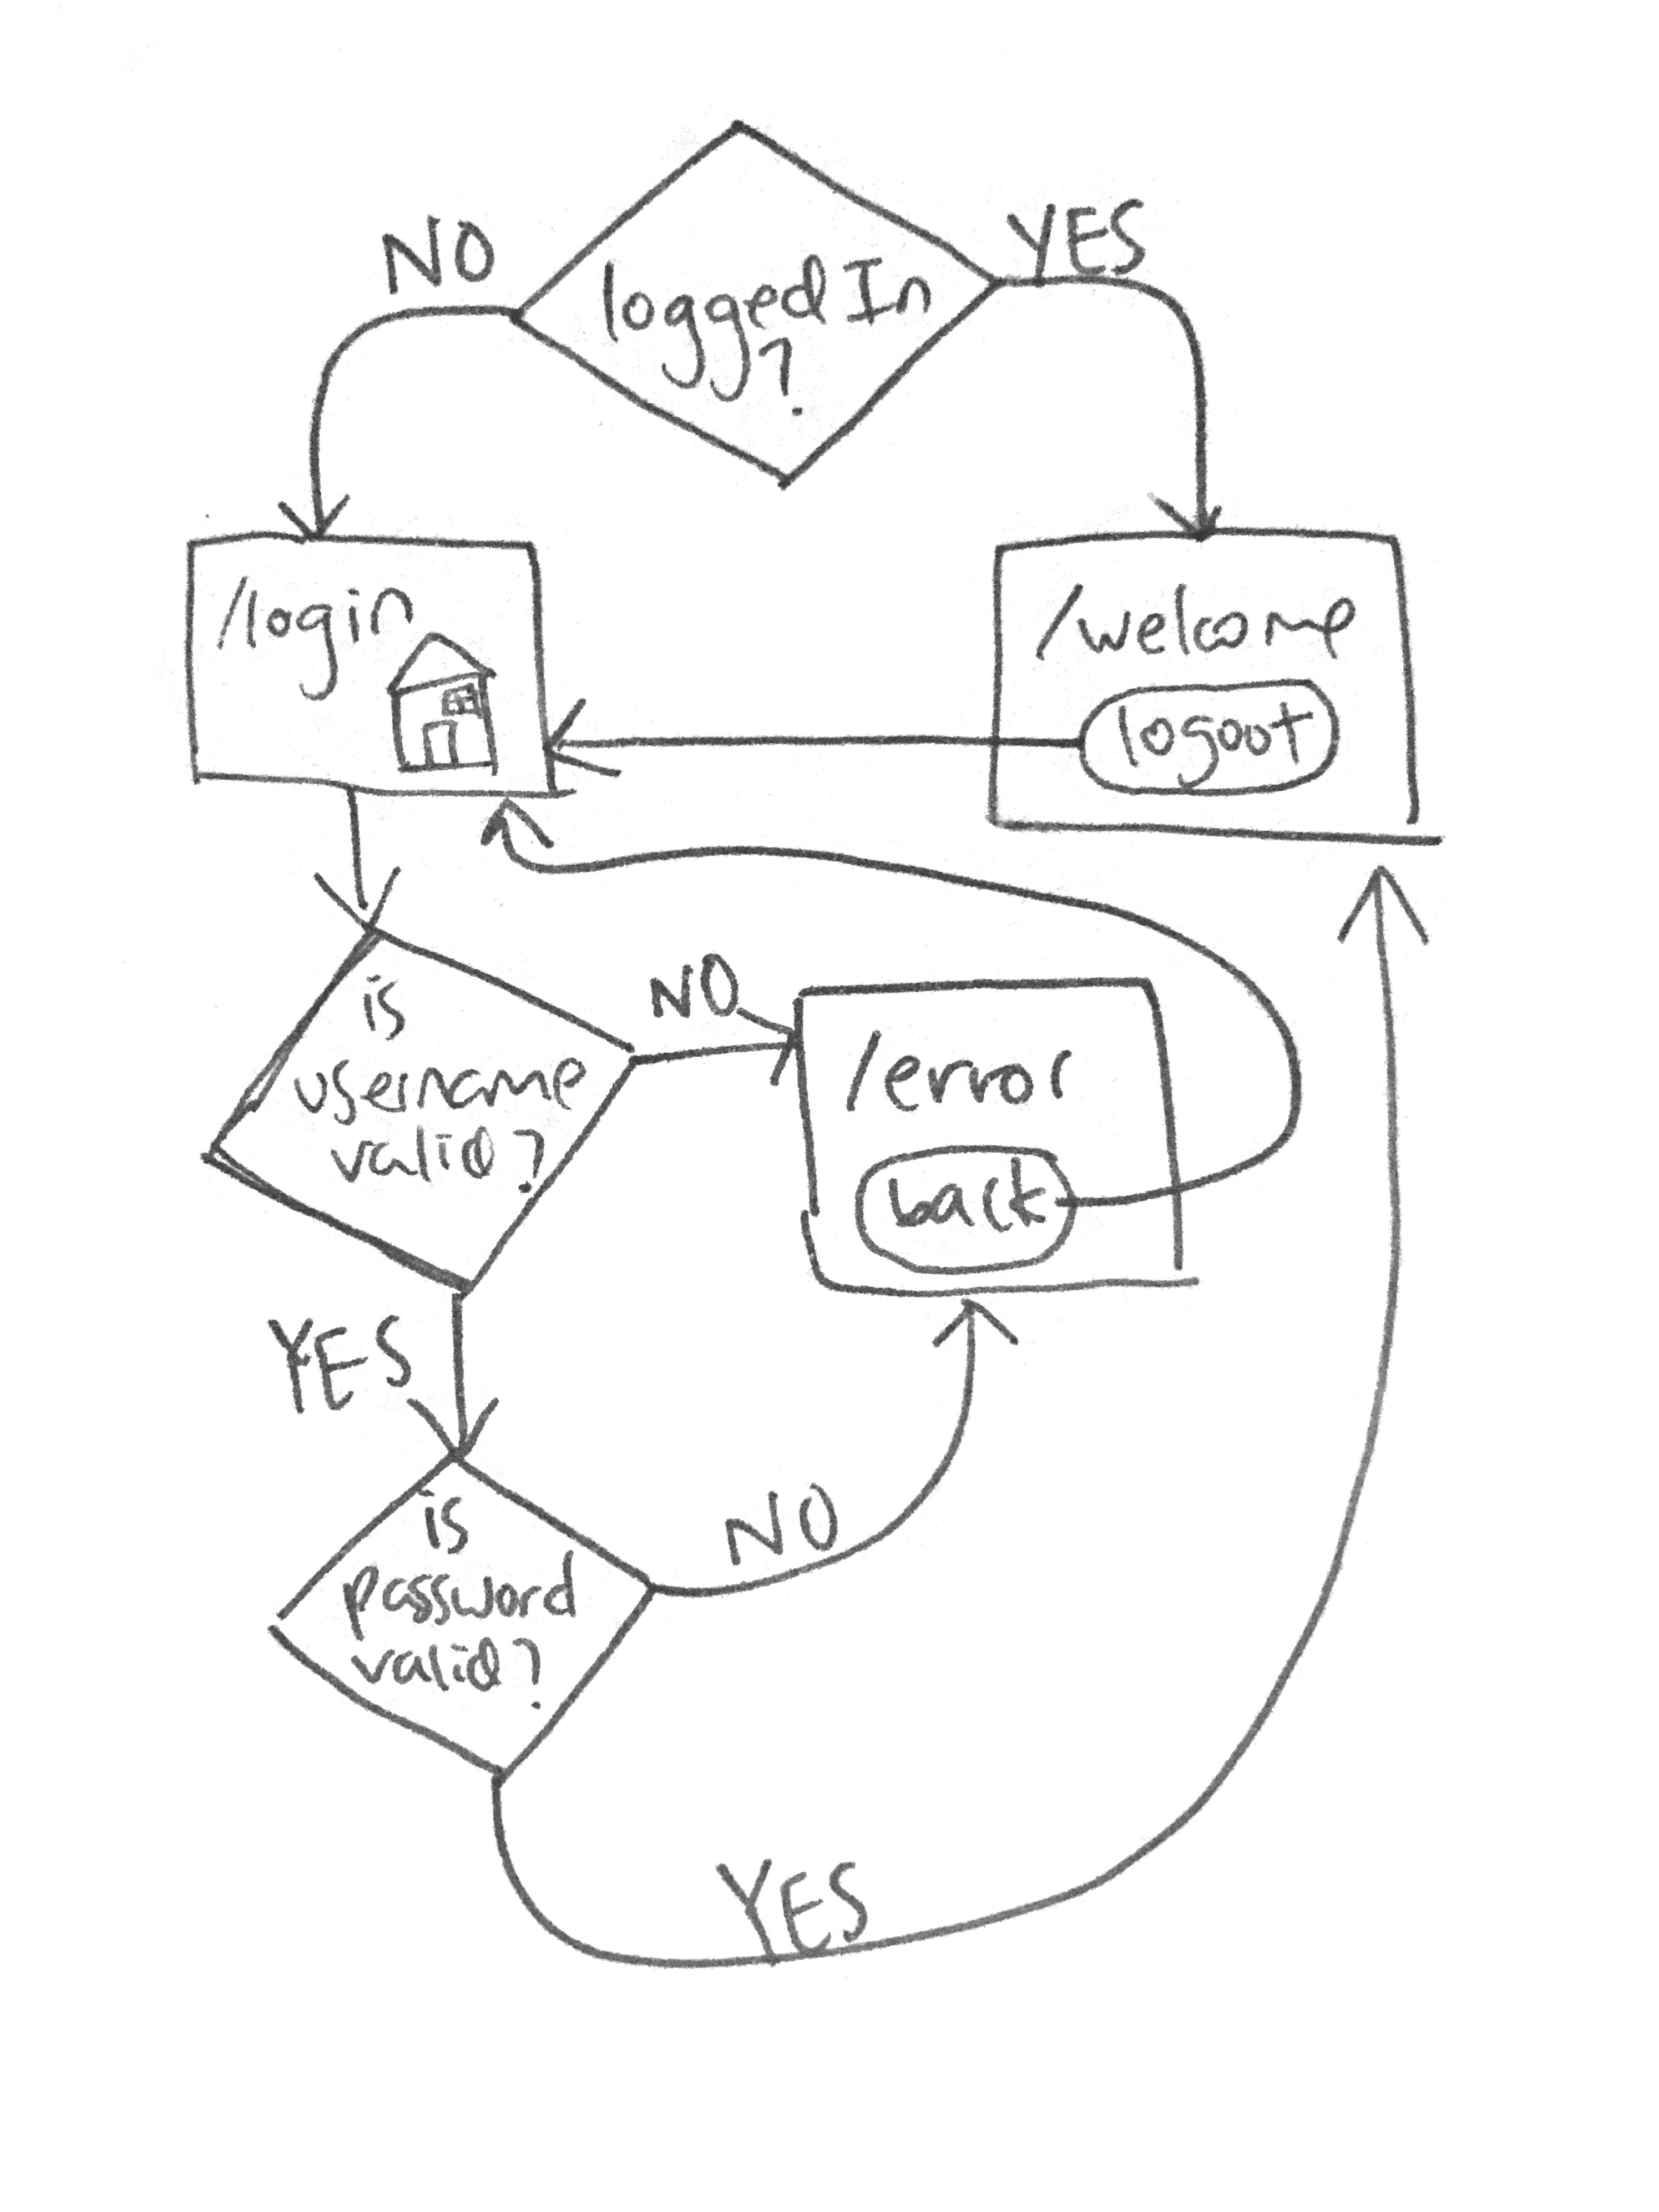 NO
YES
loggedIn
?
/login
/welcome
logout
is
username
valid?
NO
/error
back
YES
is
password
valid?
NO
YES